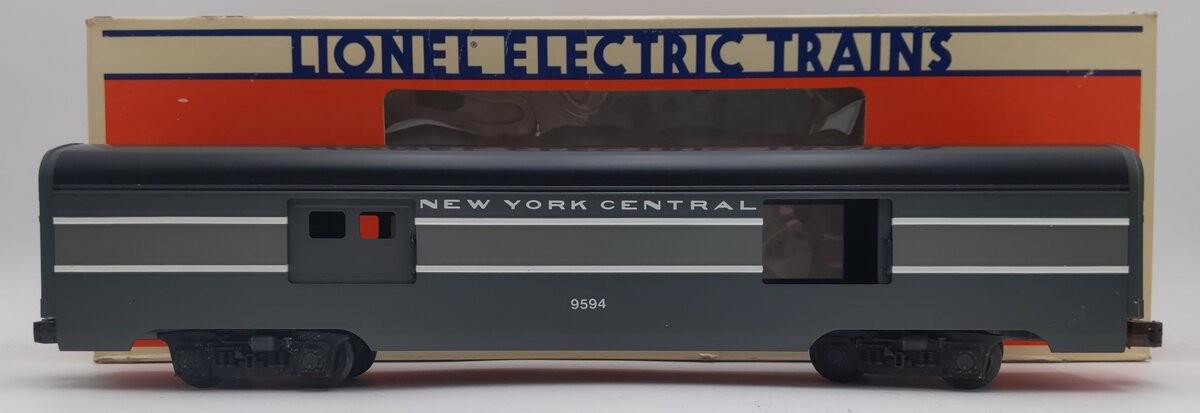 LIONEL® ELECTRIC TRAINS
NEW YORK CENTRAL
9594